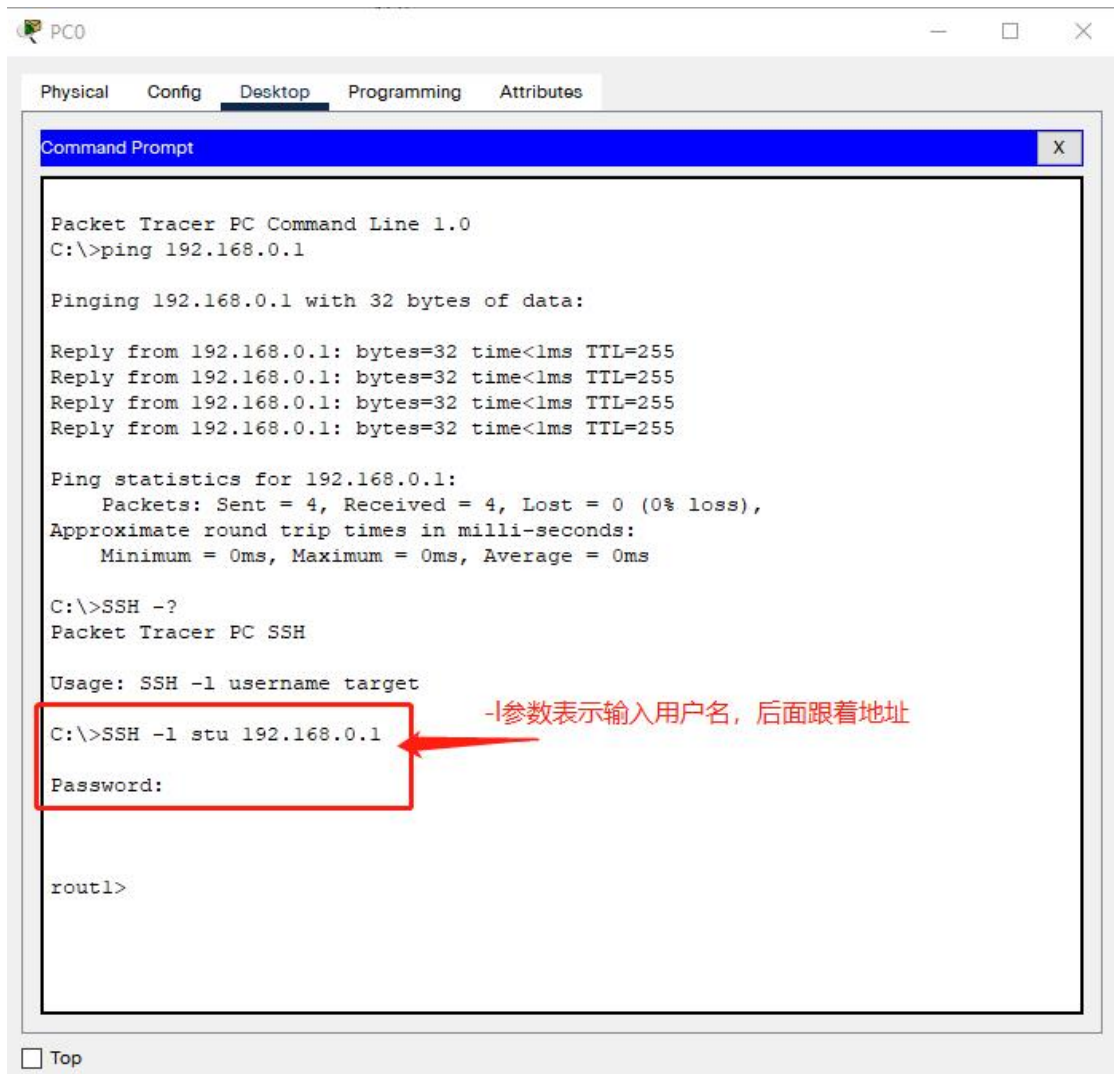 PC0
Physical Config Desktop Programming Attributes
Command Prompt
X
Packet Tracer PC Command Line 1.0
C:\>ping 192.168.0.1
Pinging 192.168.0.1 with 32 bytes of data:
Reply from 192.168.0.1: bytes=32 time<1ms TTL=255
Reply from 192.168.0.1: bytes=32 time<1ms TTL=255
Reply from 192.168.0.1: bytes=32 time<1ms TTL=255
Reply from 192.168.0.1: bytes=32 time<1ms TTL=255
Ping statistics for 192.168.0.1:
Packets: Sent = 4, Received = 4, Lost = 0 (0% loss),
Approximate round trip times in milli-seconds:
Minimum = 0ms, Maximum = 0ms, Average = 0ms
C:\>SSH -?
Packet Tracer PC SSH
Usage: SSH -l username target
-l参数表示输入用户名，后面跟着地址
C:\>SSH -l stu 192.168.0.1
Password:
rout1>
Top